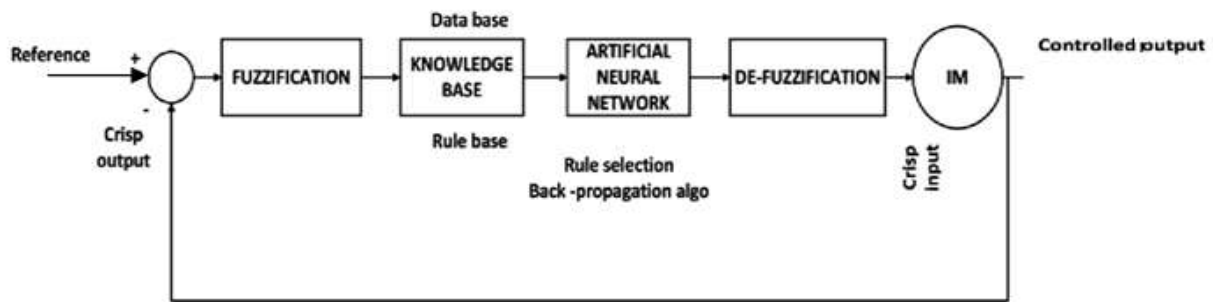 Data base
Reference
+
-
Crisp
output
FUZZIFICATION
KNOWLEDGE
BASE
ARTIFICIAL
NEURAL
NETWORK
DE-FUZZIFICATION
IM
Controlled putput
Rule base
Rule selection
Back -propagation algo
Crisp
input